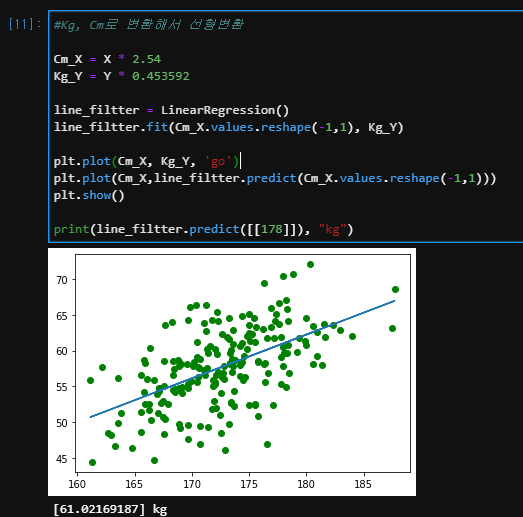 [11]: #Kg, Cm로 변환해서 선형변환
Cm_X = X * 2.54
Kg_Y = Y * 0.453592
line_filtter = LinearRegression()
line_filtter.fit(Cm_X.values.reshape(-1,1), Kg_Y)
plt.plot(Cm_X, Kg_Y, 'go')
plt.plot(Cm_X,line_filtter.predict(Cm_X.values.reshape(-1,1)))
plt.show()
print(line_filtter.predict([[178]]), "kg")
70
65
60
55
50
45
160 165 170 175 180 185
[61.02169187] kg